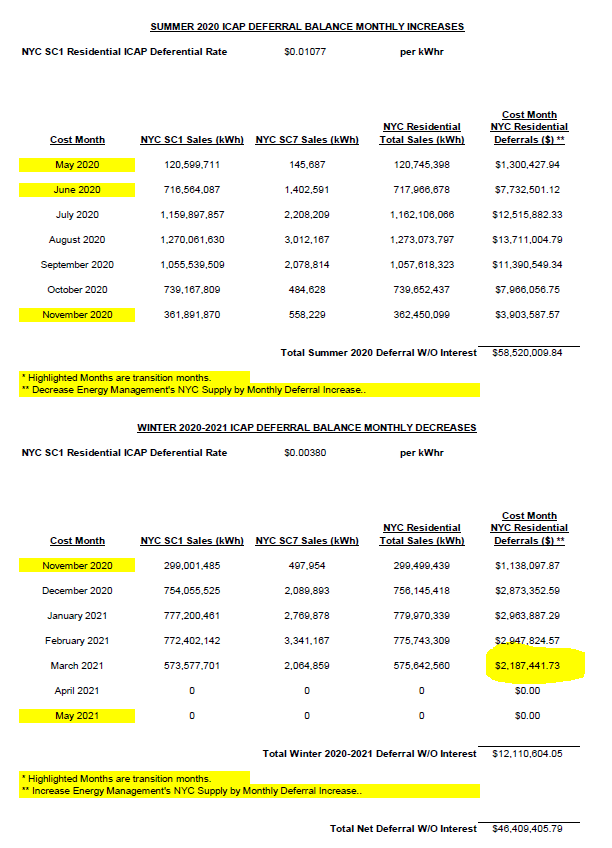 SUMMER 2020 ICAP DEFERRAL BALANCE MONTHLY INCREASES
NYC SC1 Residential ICAP Deferential Rate $0.01077 per kWhr
Cost Month
NYC Residential NYC Residential
Cost Month NYC SC1 Sales (kWh) NYC SC7 Sales (kWh) Total Sales (kWh) Deferrals ($) **
May 2020 120,599,711 145,687 120,745,398 $1,300,427.94
June 2020 716,564,087 1,402,591 717,966,678 $7,732,501.12
July 2020 1,159,897,857 2,208,209 1,162,106,066 $12,515,882.33
August 2020 1,270,061,630 3,012,167 1,273,073,797 $13,711,004.79
September 2020 1,055,539,509 2,078,814 1,057,618,323 $11,390,549.34
October 2020 739,167,809 484,628 739,652,437 $7,966,056.75
November 2020 361,891,870 558,229 362,450,099 $3,903,587.57
Total Summer 2020 Deferral W/O Interest $58,520,009.84
* Highlighted Months are transition months.
** Decrease Energy Management's NYC Supply by Monthly Deferral Increase..
WINTER 2020-2021 ICAP DEFERRAL BALANCE MONTHLY DECREASES
NYC SC1 Residential ICAP Deferential Rate $0.00380 per kWhr
Cost Month
NYC Residential NYC Residential
Cost Month NYC SC1 Sales (kWh) NYC SC7 Sales (kWh) Total Sales (kWh) Deferrals ($) **
November 2020 299,001,485 497,954 299,499,439 $1,138,097.87
December 2020 754,055,525 2,089,893 756,145,418 $2,873,352.59
January 2021 777,200,461 2,769,878 779,970,339 $2,963,887.29
February 2021 772,402,142 3,341,167 775,743,309 $2,947,824.57
March 2021 573,577,701 2,064,859 575,642,560 $2,187,441.73
April 2021 0 0 0 $0.00
May 2021 0 0 0 $0.00
Total Winter 2020-2021 Deferral W/O Interest $12,110,604.05
* Highlighted Months are transition months.
** Increase Energy Management's NYC Supply by Monthly Deferral Increase..
Total Net Deferral W/O Interest $46,409,405.79